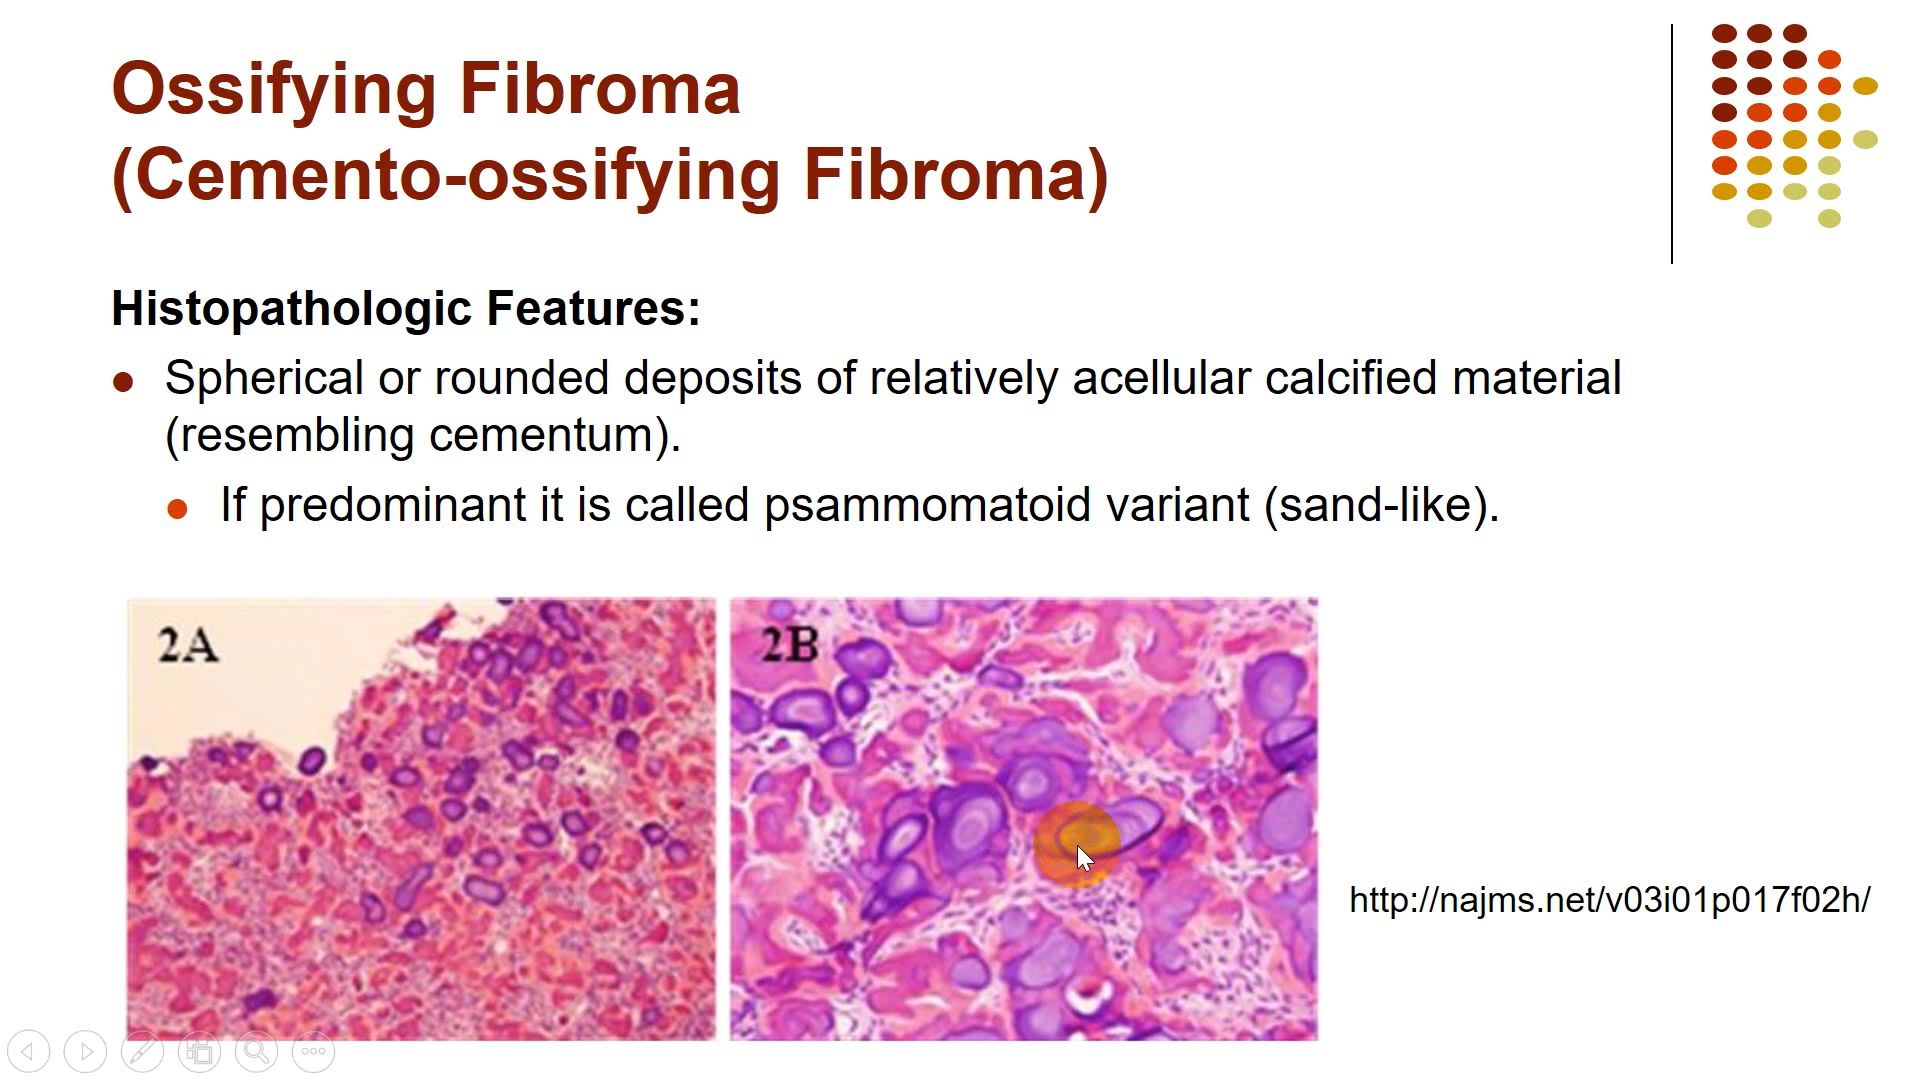 Ossifying Fibroma
(Cemento-ossifying Fibroma)
Histopathologic Features:
Spherical or rounded deposits of relatively acellular calcified material
(resembling cementum).
If predominant it is called psammomatoid variant (sand-like).
2A
2B
http://najms.net/v03i01p017f02h/